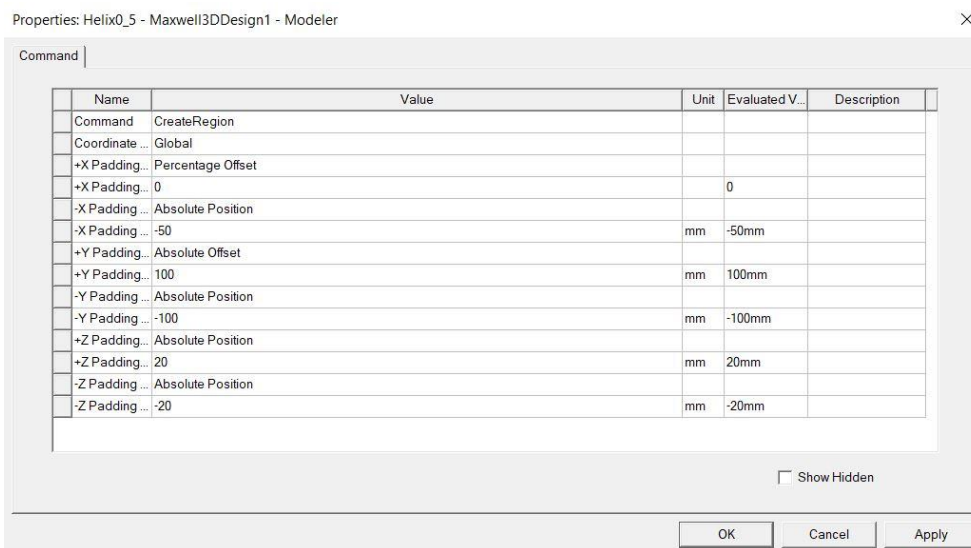 Properties: Helix0_5 - Maxwell3DDesign1 - Modeler
Command
Name Value Unit Evaluated V... Description
Command CreateRegion
Coordinate ... Global
+X Padding... Percentage Offset
+X Padding... 0 0
-X Padding ... Absolute Position
-X Padding ... -50 mm -50mm
+Y Padding... Absolute Offset
+Y Padding... 100 mm 100mm
-Y Padding ... Absolute Position
-Y Padding ... -100 mm -100mm
+Z Padding... Absolute Position
+Z Padding... 20 mm 20mm
-Z Padding ... Absolute Position
-Z Padding ... -20 mm -20mm
Show Hidden
OK Cancel Apply